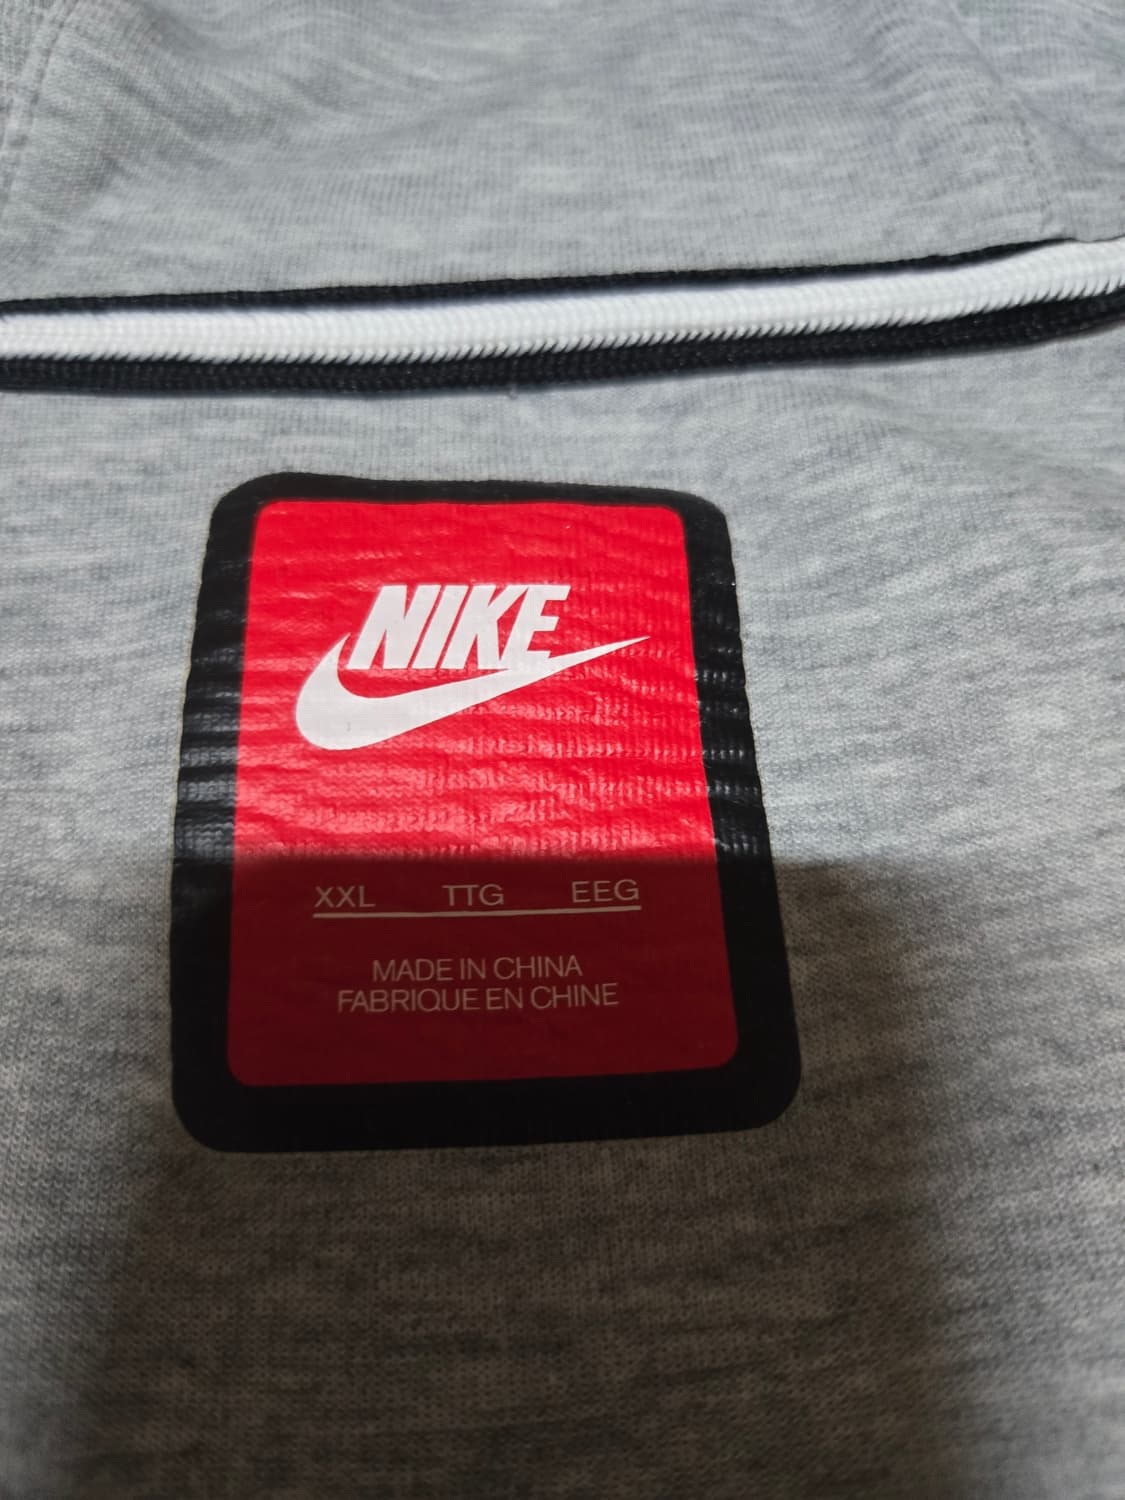 NIKE
XXL TTG EEG
MADE IN CHINA
FABRIQUE EN CHINE